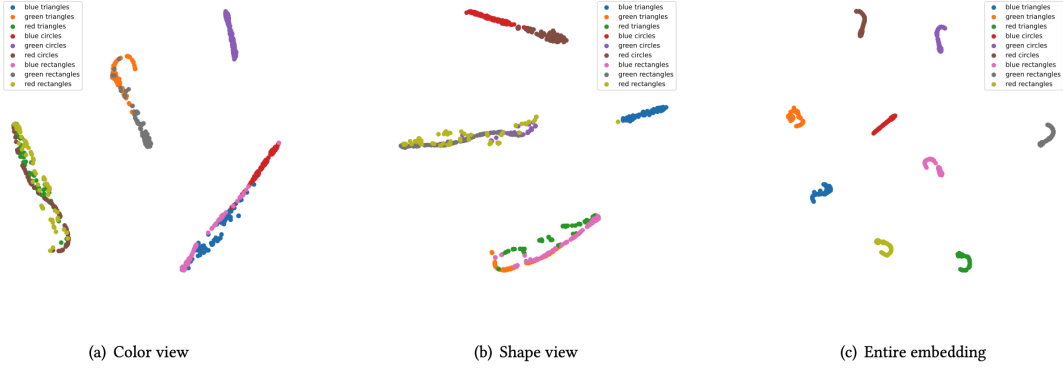 blue triangles
green triangles
red triangles
blue circles
green circles
red circles
blue rectangles
green rectangles
red rectangles
blue triangles
green triangles
red triangles
blue circles
green circles
red circles
blue rectangles
green rectangles
red rectangles
blue triangles
green triangles
red triangles
blue circles
green circles
red circles
blue rectangles
green rectangles
red rectangles
(a) Color view
(b) Shape view
(c) Entire embedding